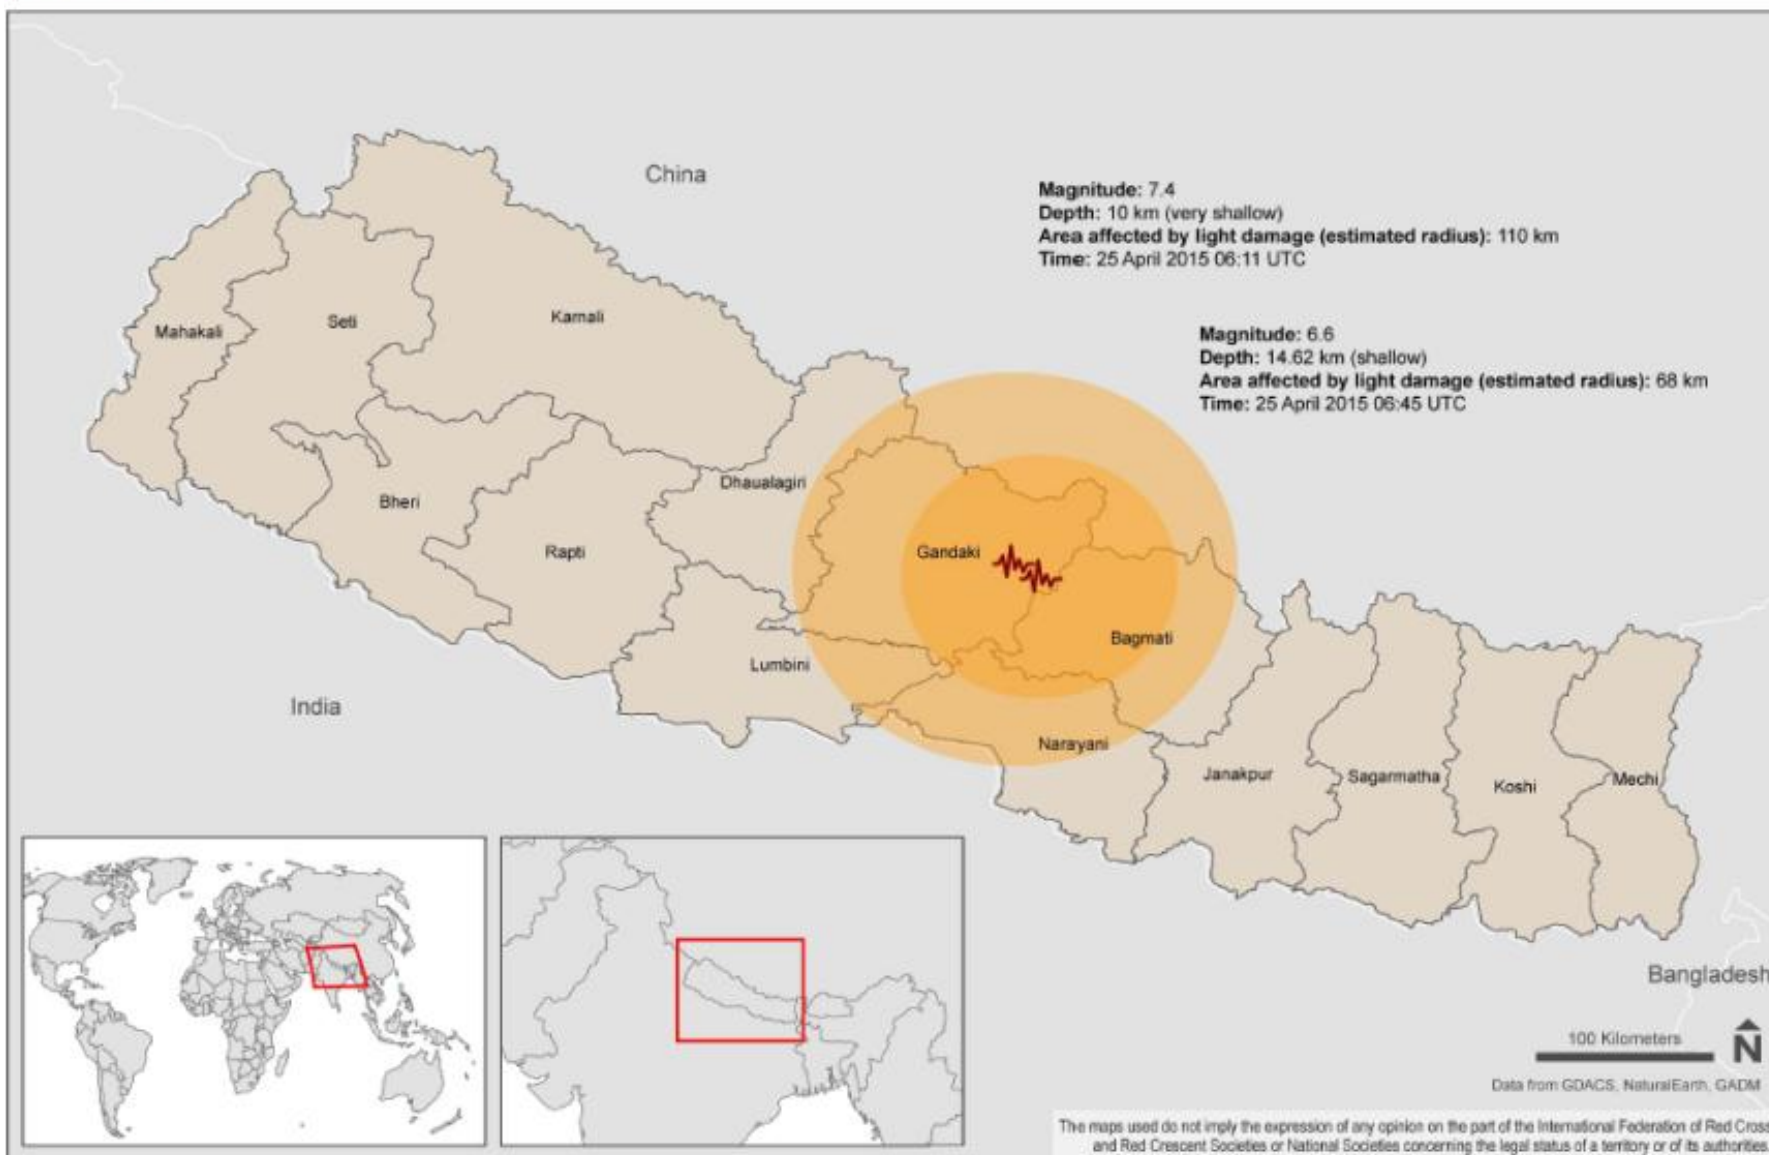 China
Magnitude: 7.4
Depth: 10 km (very shallow)
Area affected by light damage (estimated radius): 110 km
Time: 25 April 2015 06:11 UTC
Magnitude: 6.6
Depth: 14.62 km (shallow)
Area affected by light damage (estimated radius): 68 km
Time: 25 April 2015 06:45 UTC
Mahakali
Seti
Karnali
Dhaualagiri
Bheri
Rapti
Gandaki
Bagmati
Lumbini
India
Narayani
Janakpur
Sagarmatha
Koshi
Mechi
Bangladesh
100 Kilometers
N
Data from GDACS, NaturalEarth, GADM
The maps used do not imply the expression of any opinion on the part of the International Federation of Red Cross
and Red Crescent Societies or National Societies concerning the legal status of a territory or of its authorities.